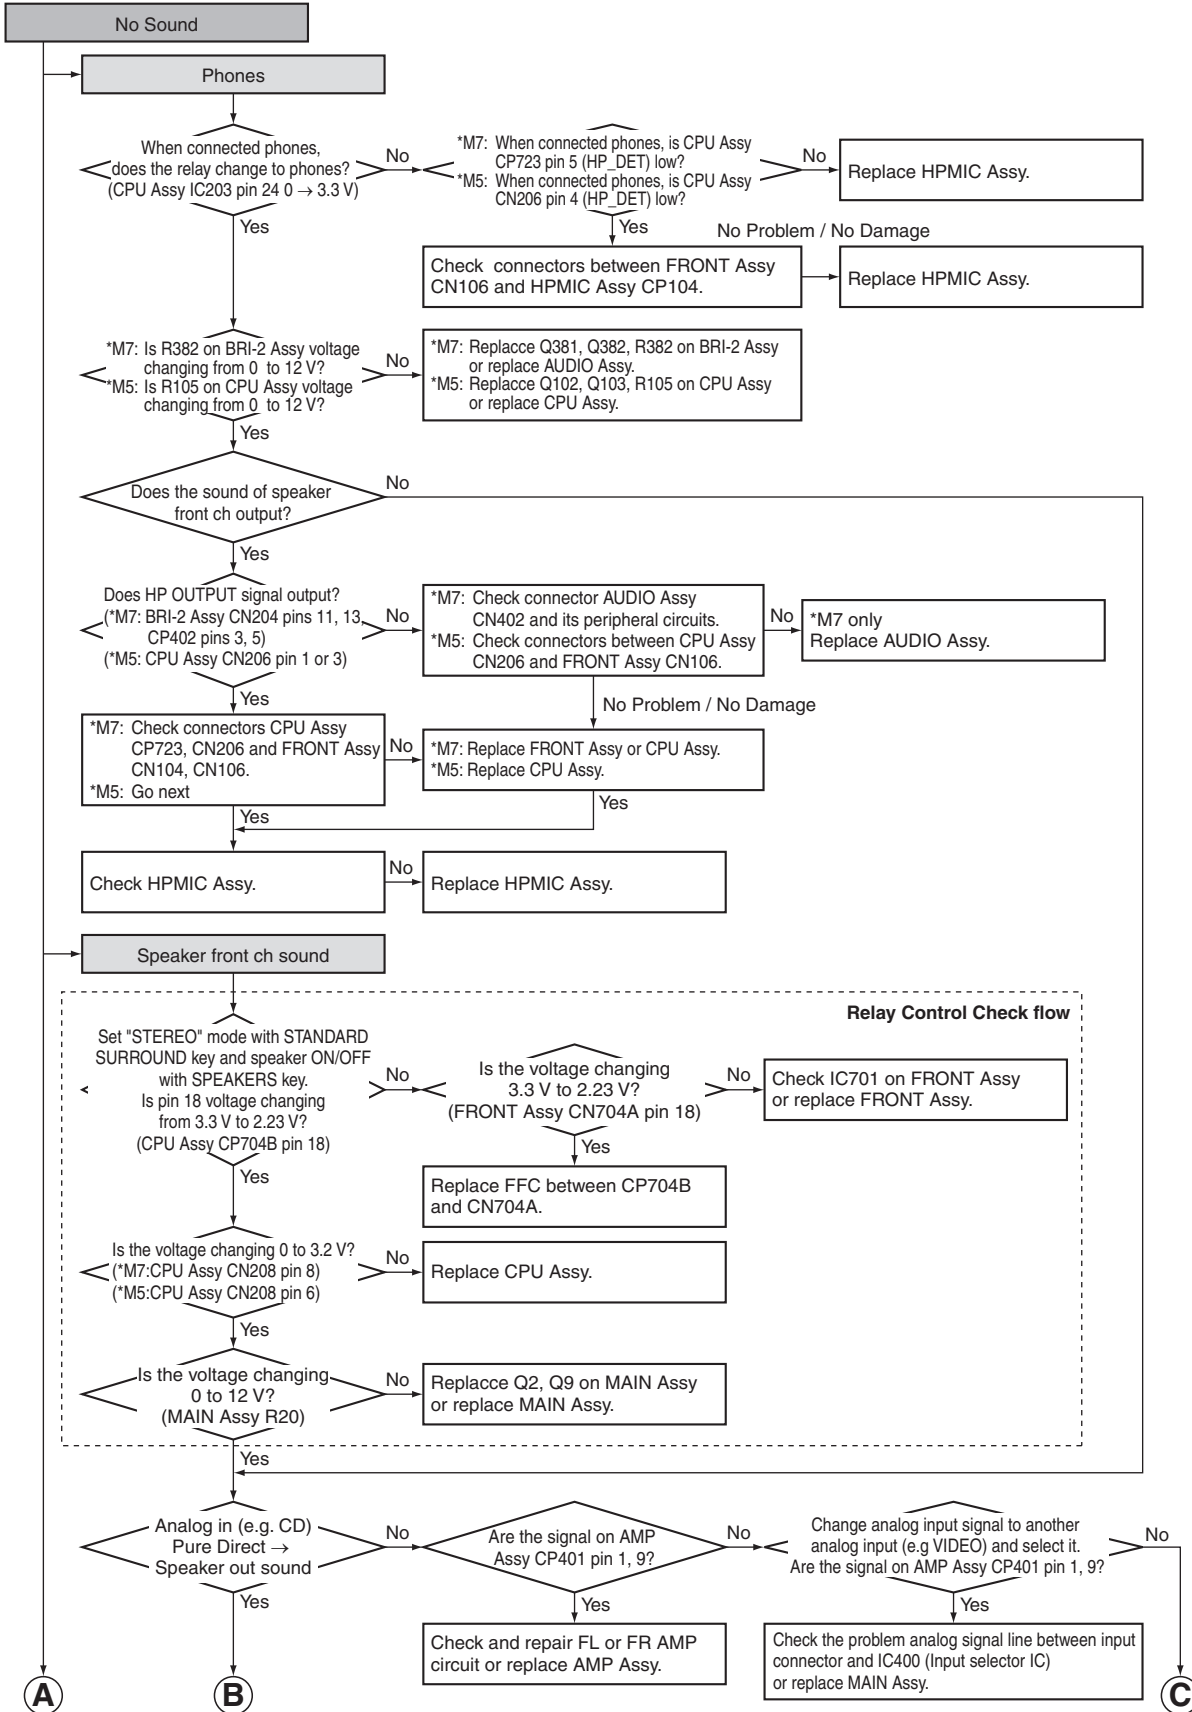 No Sound
Phones
When connected phones,
does the relay change to phones?
(CPU Assy IC203 pin 24 0 → 3.3 V)
No
*M7: When connected phones, is CPU Assy
CP723 pin 5 (HP_DET) low?
*M5: When connected phones, is CPU Assy
CN206 pin 4 (HP_DET) low?
No
Replace HPMIC Assy.
Yes
Yes
No Problem / No Damage
Check connectors between FRONT Assy
CN106 and HPMIC Assy CP104.
Replace HPMIC Assy.
*M7: Is R382 on BRI-2 Assy voltage
changing from 0 to 12 V?
*M5: Is R105 on CPU Assy voltage
changing from 0 to 12 V?
No
*M7: Replacce Q381, Q382, R382 on BRI-2 Assy
or replace AUDIO Assy.
*M5: Replacce Q102, Q103, R105 on CPU Assy
or replace CPU Assy.
Yes
Does the sound of speaker
front ch output?
No
Yes
Does HP OUTPUT signal output?
(*M7: BRI-2 Assy CN204 pins 11, 13,
CP402 pins 3, 5)
(*M5: CPU Assy CN206 pin 1 or 3)
No
*M7: Check connector AUDIO Assy
CN402 and its peripheral circuits.
*M5: Check connectors between CPU Assy
CN206 and FRONT Assy CN106.
No
*M7 only
Replace AUDIO Assy.
Yes
No Problem / No Damage
*M7: Check connectors CPU Assy
CP723, CN206 and FRONT Assy
CN104, CN106.
*M5: Go next
No
*M7: Replace FRONT Assy or CPU Assy.
*M5: Replace CPU Assy.
Yes
Yes
Check HPMIC Assy.
No
Replace HPMIC Assy.
Speaker front ch sound
Relay Control Check flow
Set "STEREO" mode with STANDARD
SURROUND key and speaker ON/OFF
with SPEAKERS key.
Is pin 18 voltage changing
from 3.3 V to 2.23 V?
(CPU Assy CP704B pin 18)
No
Is the voltage changing
3.3 V to 2.23 V?
(FRONT Assy CN704A pin 18)
No
Check IC701 on FRONT Assy
or replace FRONT Assy.
Yes
Yes
Replace FFC between CP704B
and CN704A.
Is the voltage changing 0 to 3.2 V?
(*M7:CPU Assy CN208 pin 8)
(*M5:CPU Assy CN208 pin 6)
No
Replace CPU Assy.
Yes
Is the voltage changing
0 to 12 V?
(MAIN Assy R20)
No
Replacce Q2, Q9 on MAIN Assy
or replace MAIN Assy.
Yes
Analog in (e.g. CD)
Pure Direct →
Speaker out sound
No
Are the signal on AMP
Assy CP401 pin 1, 9?
No
Change analog input signal to another
analog input (e.g VIDEO) and select it.
Are the signal on AMP Assy CP401 pin 1, 9?
No
Yes
Yes
Yes
Check and repair FL or FR AMP
circuit or replace AMP Assy.
Check the problem analog signal line between input
connector and IC400 (Input selector IC)
or replace MAIN Assy.
A
B
C